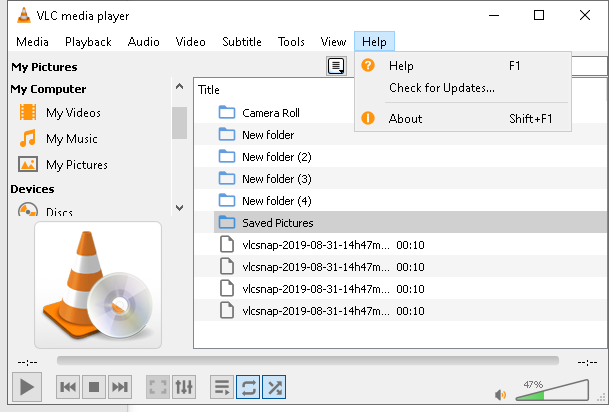 VLC media player
Media Playback Audio Video Subtitle Tools View Help
My Pictures
My Computer
My Videos
My Music
My Pictures
Devices
Discs
Title
Camera Roll
New folder
New folder (2)
New folder (3)
New folder (4)
Saved Pictures
vlcsnap-2019-08-31-14h47m... 00:10
vlcsnap-2019-08-31-14h47m... 00:10
vlcsnap-2019-08-31-14h47m... 00:10
vlcsnap-2019-08-31-14h47m... 00:10
Help F1
Check for Updates...
About Shift+F1
--:-- --:--
47%